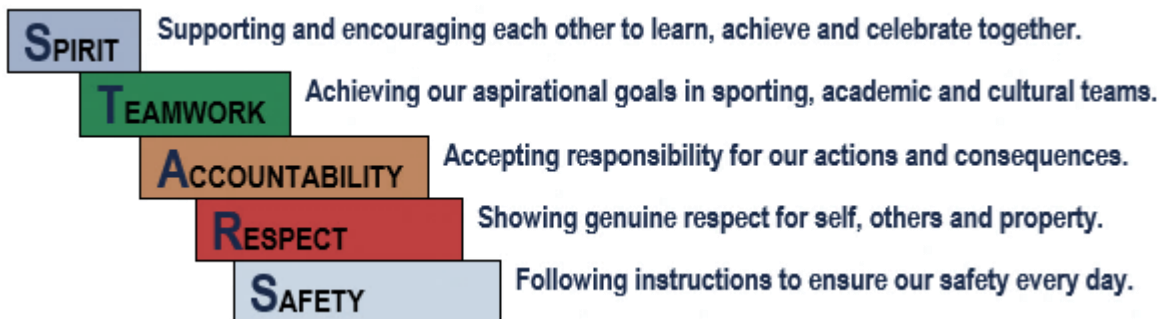 SPIRIT Supporting and encouraging each other to learn, achieve and celebrate together.
TEAMWORK Achieving our aspirational goals in sporting, academic and cultural teams.
ACCOUNTABILITY Accepting responsibility for our actions and consequences.
RESPECT Showing genuine respect for self, others and property.
SAFETY Following instructions to ensure our safety every day.